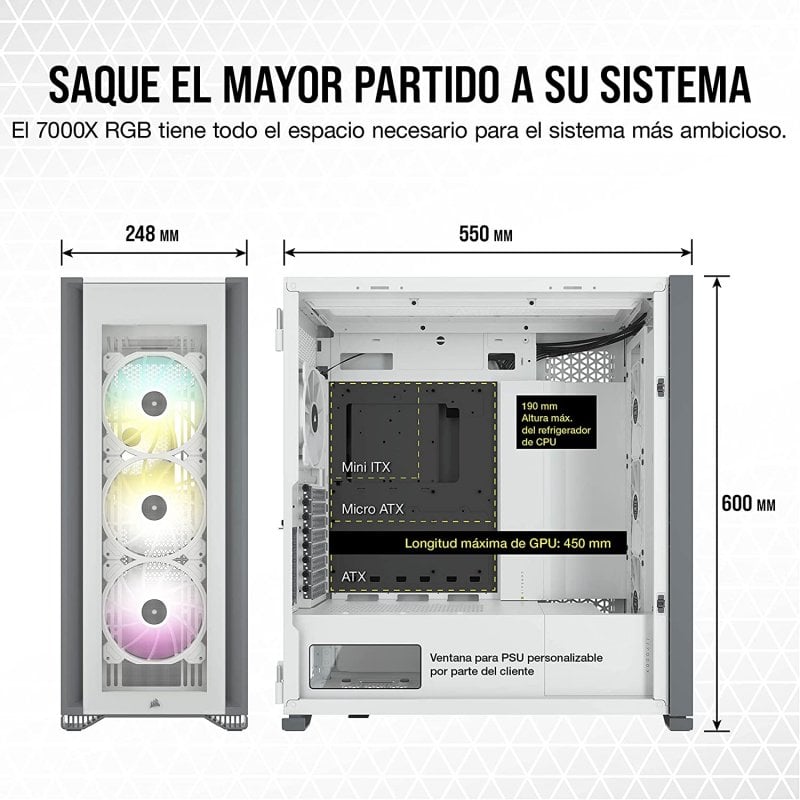 SAQUE EL MAYOR PARTIDO A SU SISTEMA
El 7000X RGB tiene todo el espacio necesario para el sistema más ambicioso.
248 MM
550 MM
190 mm
Altura máx.
del refrigerador
de CPU
Mini ITX
Micro ATX
600 MM
Longitud máxima de GPU: 450 mm
ATX
Ventana para PSU personalizable
por parte del cliente